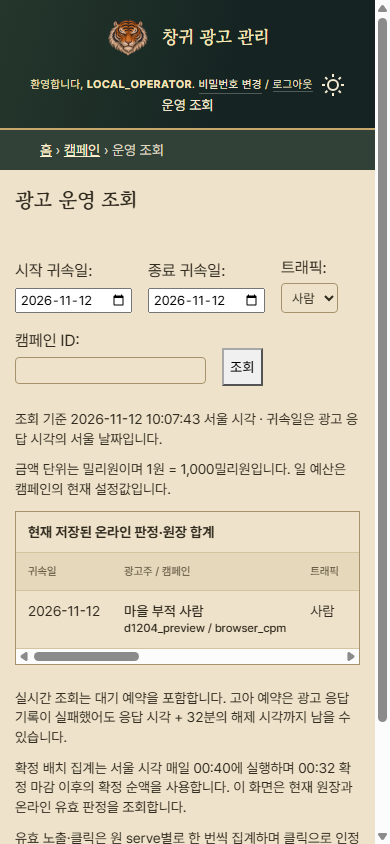 창귀 광고 관리
환영합니다, LOCAL_OPERATOR. 비밀번호 변경 / 로그아웃
운영 조회
홈 › 캠페인 › 운영 조회
광고 운영 조회
시작 귀속일: 종료 귀속일: 트래픽:
2026-11-12 2026-11-12 사람
캠페인 ID:
조회
조회 기준 2026-11-12 10:07:43 서울 시각 · 귀속일은 광고 응
답 시각의 서울 날짜입니다.
금액 단위는 밀리원이며 1원 = 1,000밀리원입니다. 일 예산은
캠페인의 현재 설정값입니다.
현재 저장된 온라인 판정·원장 합계
귀속일 광고주 / 캠페인 트래픽
2026-11-12 마을 부적 사람 사람
d1204_preview / browser_cpm
실시간 조회는 대기 예약을 포함합니다. 고아 예약은 광고 응답
기록이 실패했어도 응답 시각 + 32분의 해제 시각까지 남을 수
있습니다.
확정 배치 집계는 서울 시각 매일 00:40에 실행하며 00:32 확
정 마감 이후의 확정 순액을 사용합니다. 이 화면은 현재 원장과
온라인 유효 판정을 조회합니다.
유효 노출·클릭은 원 serve별로 한 번씩 집계하며 클릭으로 인정